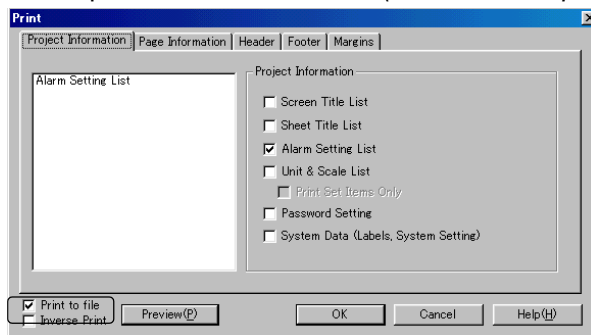 Print
Project Information Page Information Header Footer Margins
Alarm Setting List
Project Information
Screen Title List
Sheet Title List
Alarm Setting List
Unit & Scale List
Print Set Items Only
Password Setting
System Data (Labels, System Setting)
Print to file
Inverse Print
Preview(P) OK Cancel Help(H)